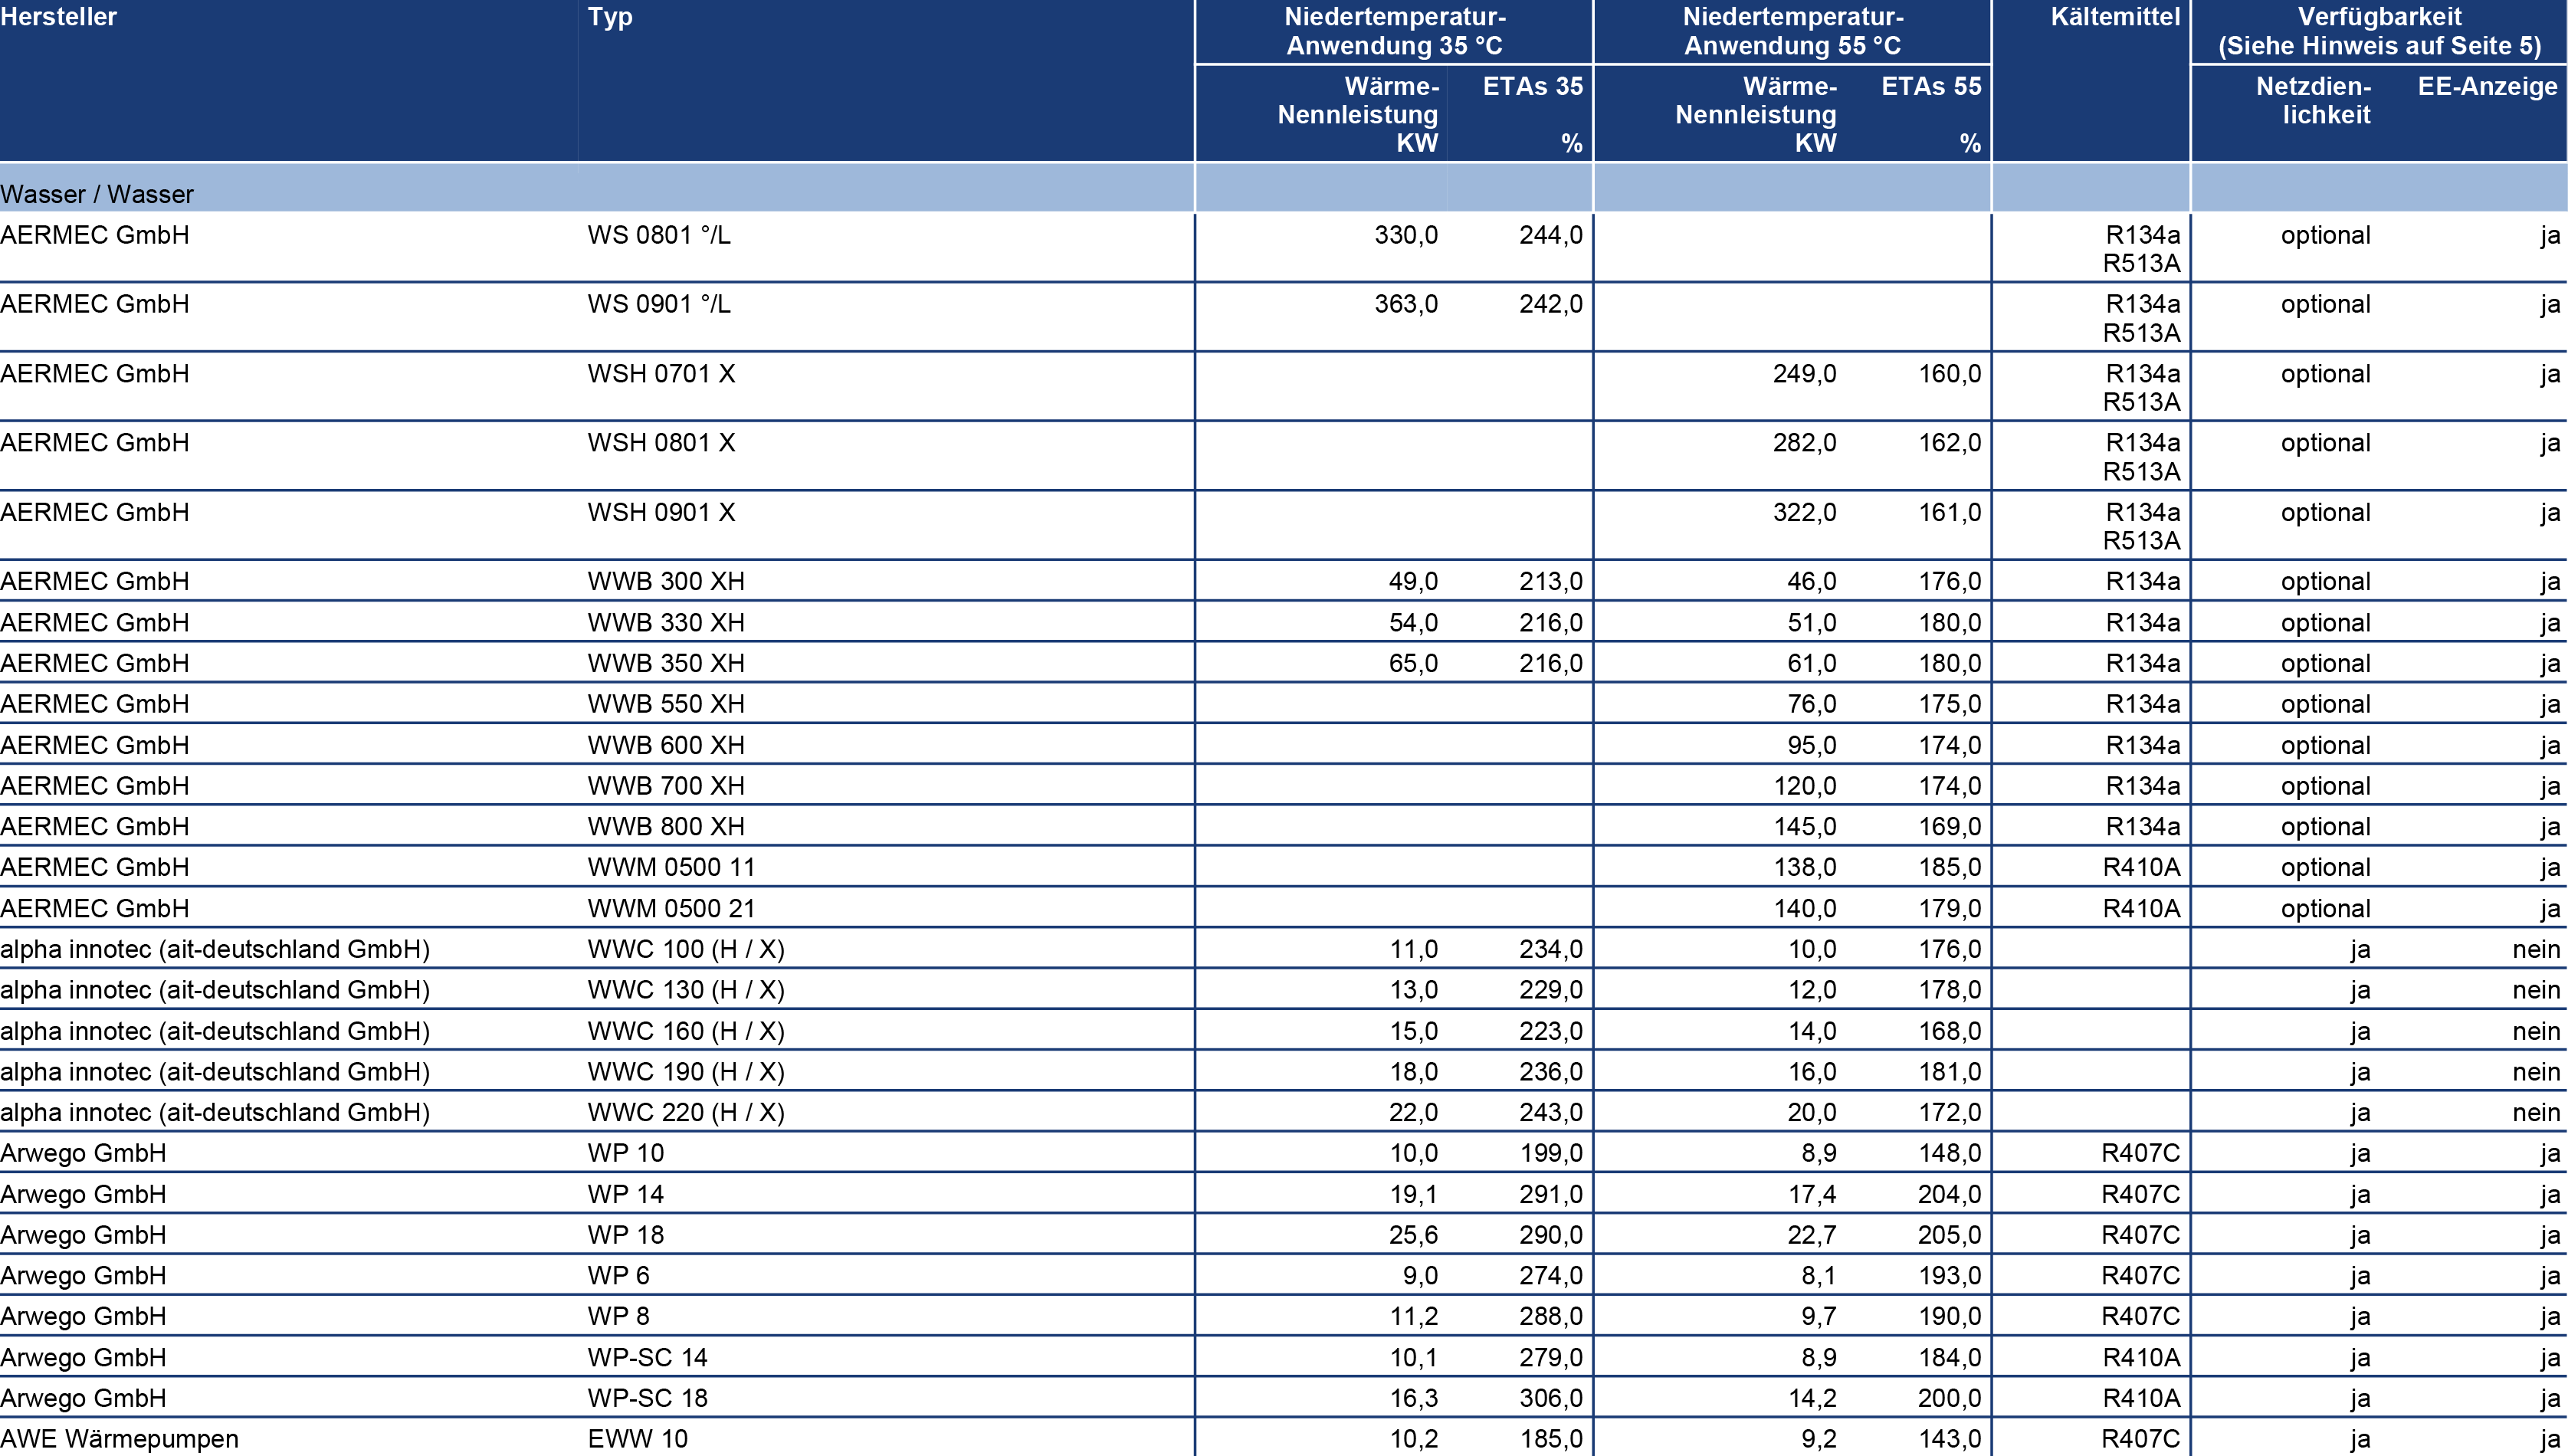 Hersteller Typ Niedertemperatur- Niedertemperatur- Kältemittel Verfügbarkeit
Anwendung 35 °C Anwendung 55 °C (Siehe Hinweis auf Seite 5)
Wärme- ETAs 35 Wärme- ETAs 55 Netzdien- EE-Anzeige
Nennleistung Nennleistung lichkeit
KW % KW %
Wasser / Wasser
AERMEC GmbH WS 0801 °/L 330,0 244,0 R134a optional ja
R513A
AERMEC GmbH WS 0901 °/L 363,0 242,0 R134a optional ja
R513A
AERMEC GmbH WSH 0701 X 249,0 160,0 R134a optional ja
R513A
AERMEC GmbH WSH 0801 X 282,0 162,0 R134a optional ja
R513A
AERMEC GmbH WSH 0901 X 322,0 161,0 R134a optional ja
R513A
AERMEC GmbH WWB 300 XH 49,0 213,0 46,0 176,0 R134a optional ja
AERMEC GmbH WWB 330 XH 54,0 216,0 51,0 180,0 R134a optional ja
AERMEC GmbH WWB 350 XH 65,0 216,0 61,0 180,0 R134a optional ja
AERMEC GmbH WWB 550 XH 76,0 175,0 R134a optional ja
AERMEC GmbH WWB 600 XH 95,0 174,0 R134a optional ja
AERMEC GmbH WWB 700 XH 120,0 174,0 R134a optional ja
AERMEC GmbH WWB 800 XH 145,0 169,0 R134a optional ja
AERMEC GmbH WWM 0500 11 138,0 185,0 R410A optional ja
AERMEC GmbH WWM 0500 21 140,0 179,0 R410A optional ja
alpha innotec (ait-deutschland GmbH) WWC 100 (H / X) 11,0 234,0 10,0 176,0 ja nein
alpha innotec (ait-deutschland GmbH) WWC 130 (H / X) 13,0 229,0 12,0 178,0 ja nein
alpha innotec (ait-deutschland GmbH) WWC 160 (H / X) 15,0 223,0 14,0 168,0 ja nein
alpha innotec (ait-deutschland GmbH) WWC 190 (H / X) 18,0 236,0 16,0 181,0 ja nein
alpha innotec (ait-deutschland GmbH) WWC 220 (H / X) 22,0 243,0 20,0 172,0 ja nein
Arwego GmbH WP 10 10,0 199,0 8,9 148,0 R407C ja ja
Arwego GmbH WP 14 19,1 291,0 17,4 204,0 R407C ja ja
Arwego GmbH WP 18 25,6 290,0 22,7 205,0 R407C ja ja
Arwego GmbH WP 6 9,0 274,0 8,1 193,0 R407C ja ja
Arwego GmbH WP 8 11,2 288,0 9,7 190,0 R407C ja ja
Arwego GmbH WP-SC 14 10,1 279,0 8,9 184,0 R410A ja ja
Arwego GmbH WP-SC 18 16,3 306,0 14,2 200,0 R410A ja ja
AWE Wärmepumpen EWW 10 10,2 185,0 9,2 143,0 R407C ja ja